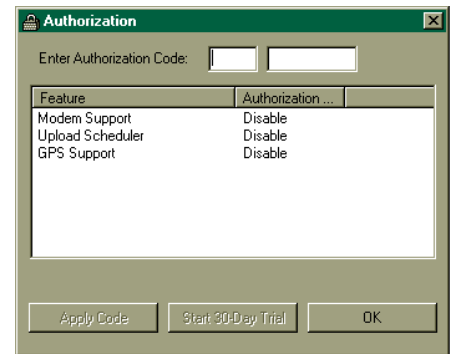 Authorization
Enter Authorization Code:
Feature Authorization ...
Modem Support Disable
Upload Scheduler Disable
GPS Support Disable
Apply Code Start 30-Day Trial OK